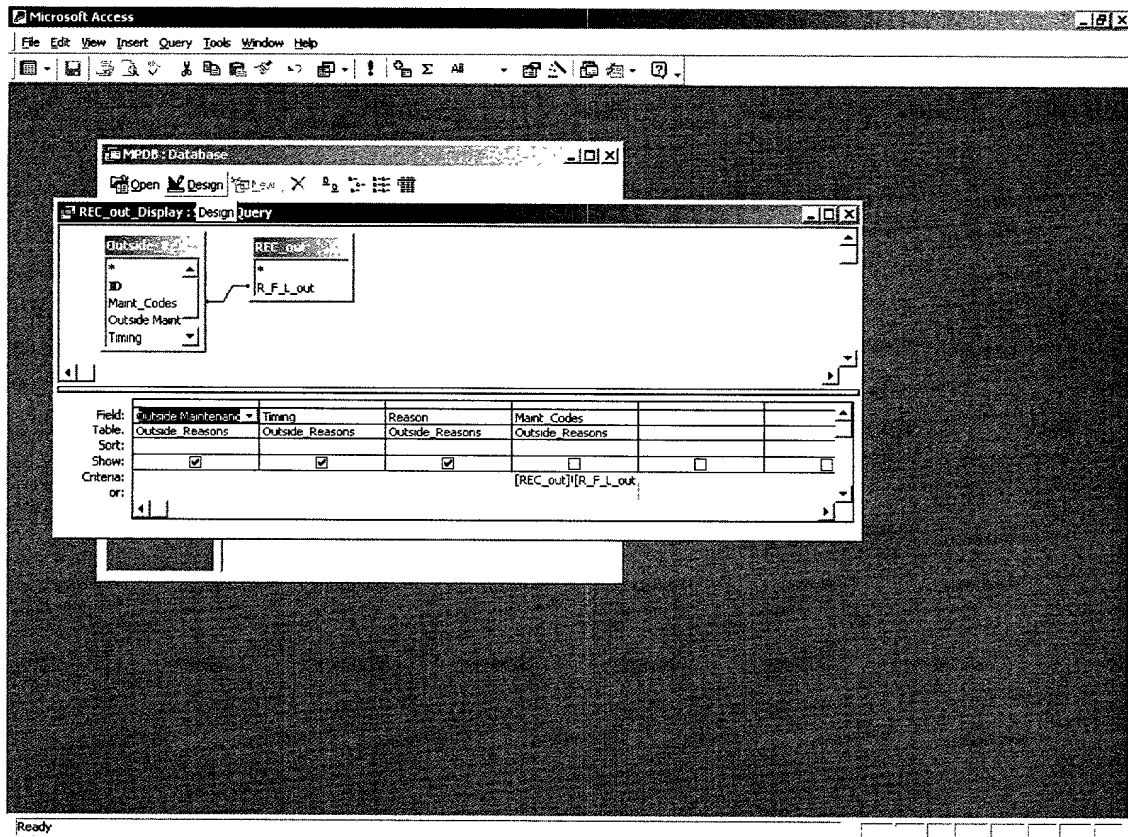 Microsoft Access
File Edit View Insert Query Tools Window Help
Σ All
MPDB : Database
Open Design
REC_out_Display : Design Query
Outside
REC_out
*
ID
Maint_Codes
Outside Maint
Timing
*
R_F_L_out
Field: Outside Maintenanc Timing Reason Maint_Codes
Table: Outside_Reasons Outside_Reasons Outside_Reasons Outside_Reasons
Sort:
Show:
Criteria: [REC_out]![R_F_L_out
or:
Ready